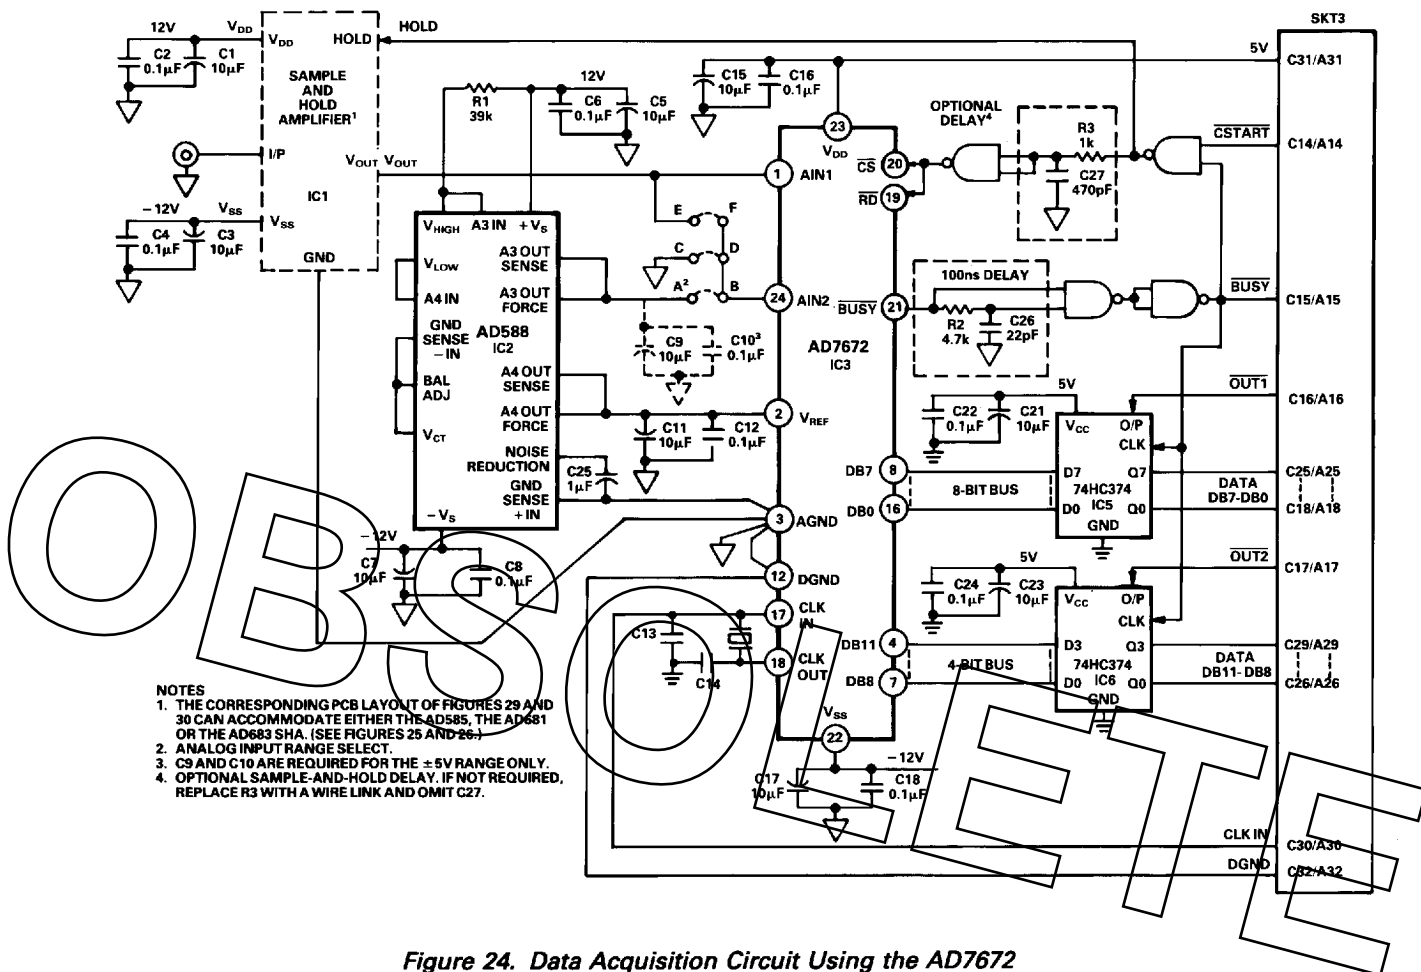 SKT3
12V
VDD
VDD
HOLD
HOLD
C2
0.1µF
C1
10µF
SAMPLE
AND
HOLD
AMPLIFIER1
I/P
VOUT
VOUT
IC1
-12V
VSS
VSS
C4
0.1µF
C3
10µF
GND
R1
39k
12V
C6
0.1µF
C5
10µF
C15
10µF
C16
0.1µF
5V
C31/A31
OPTIONAL
DELAY4
R3
1k
C27
470pF
CSTART
C14/A14
23
VDD
1
AIN1
CS
20
RD
19
VHIGH
A3 IN
+VS
VLOW
A4 IN
GND
SENSE
-IN
BAL
ADJ
VCT
A3 OUT
SENSE
A3 OUT
FORCE
AD588
IC2
A4 OUT
SENSE
A4 OUT
FORCE
NOISE
REDUCTION
GND
SENSE
+IN
-VS
E
F
C
D
A2
B
24
AIN2
BUSY
21
AD7672
IC3
100ns DELAY
R2
4.7k
C26
22pF
BUSY
C15/A15
C9
10µF
C103
0.1µF
2
VREF
C11
10µF
C12
0.1µF
C25
1µF
5V
OUT1
C16/A16
C22
0.1µF
C21
10µF
VCC
O/P
CLK
DB7
8
8-BIT BUS
D7
Q7
74HC374
IC5
DB0
16
D0
Q0
GND
DATA
DB7-DB0
C25/A25
C18/A18
3
AGND
12
DGND
17
CLK
IN
18
CLK
OUT
-12V
C7
10µF
C8
0.1µF
C13
C14
5V
OUT2
C17/A17
C24
0.1µF
C23
10µF
VCC
O/P
CLK
DB11
4
4-BIT BUS
D3
Q3
74HC374
IC6
DB8
7
D0
Q0
GND
DATA
DB11-DB8
C29/A29
C26/A26
VSS
22
-12V
C17
10µF
C18
0.1µF
CLK IN
C30/A30
DGND
C32/A32
NOTES
1. THE CORRESPONDING PCB LAYOUT OF FIGURES 29 AND
30 CAN ACCOMMODATE EITHER THE AD585, THE AD681
OR THE AD683 SHA. (SEE FIGURES 25 AND 26.)
2. ANALOG INPUT RANGE SELECT.
3. C9 AND C10 ARE REQUIRED FOR THE ±5V RANGE ONLY.
4. OPTIONAL SAMPLE-AND-HOLD DELAY. IF NOT REQUIRED,
REPLACE R3 WITH A WIRE LINK AND OMIT C27.
OBSOLETE
Figure 24. Data Acquisition Circuit Using the AD7672